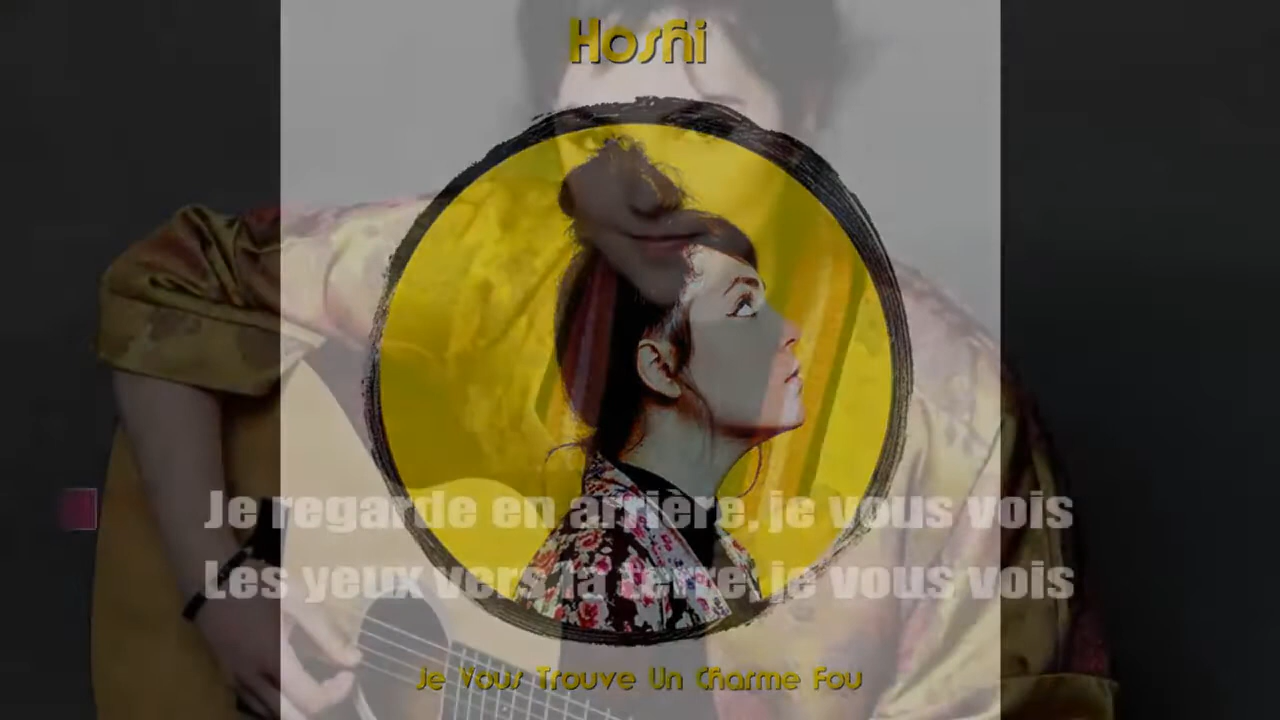 Hoshi
Je regarde en arrière, je vous vois
Les yeux vers la terre, je vous vois
Je Vous Trouve Un Charme Fou